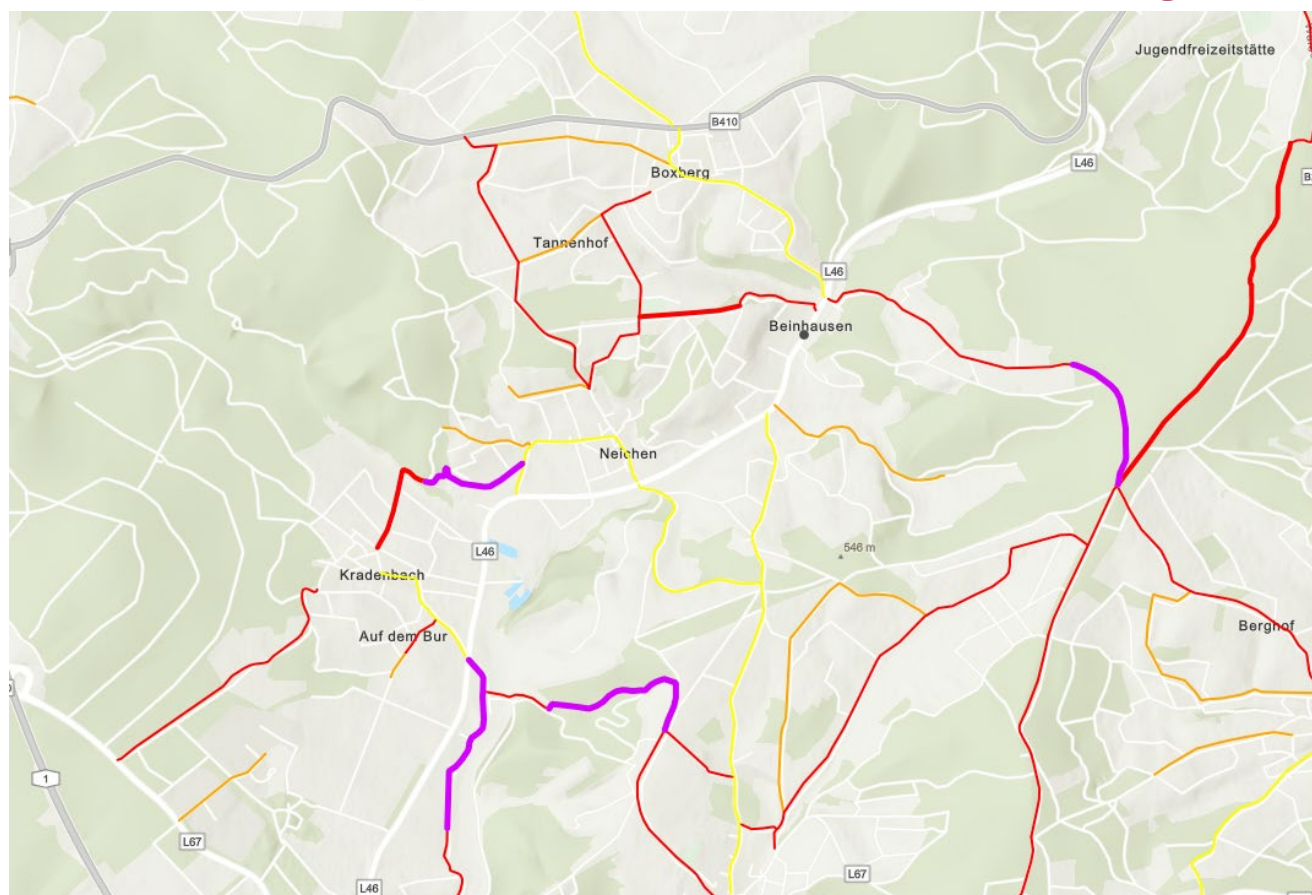 Jugendfreizeitstätte
B410
L46
Boxberg
Tannenhof
L46
Beinhausen
Neichen
L46
546 m
Kradenbach
Auf dem Bur
Berghof
1
L67
L46
L67